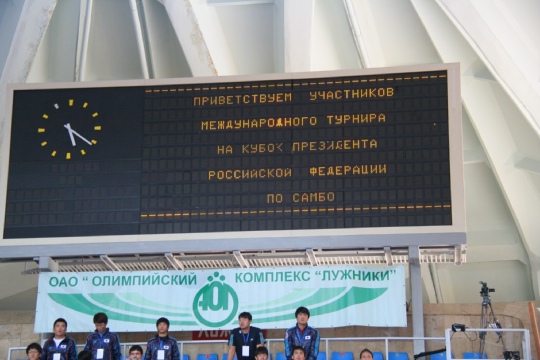 ПРИВЕТСТВУЕМ УЧАСТНИКОВ
МЕЖДУНАРОДНОГО ТУРНИРА
НА КУБОК ПРЕЗИДЕНТА
РОССИЙСКОЙ ФЕДЕРАЦИИ
ПО САМБО
ОАО " ОЛИМПИЙСКИЙ КОМПЛЕКС "ЛУЖНИКИ"